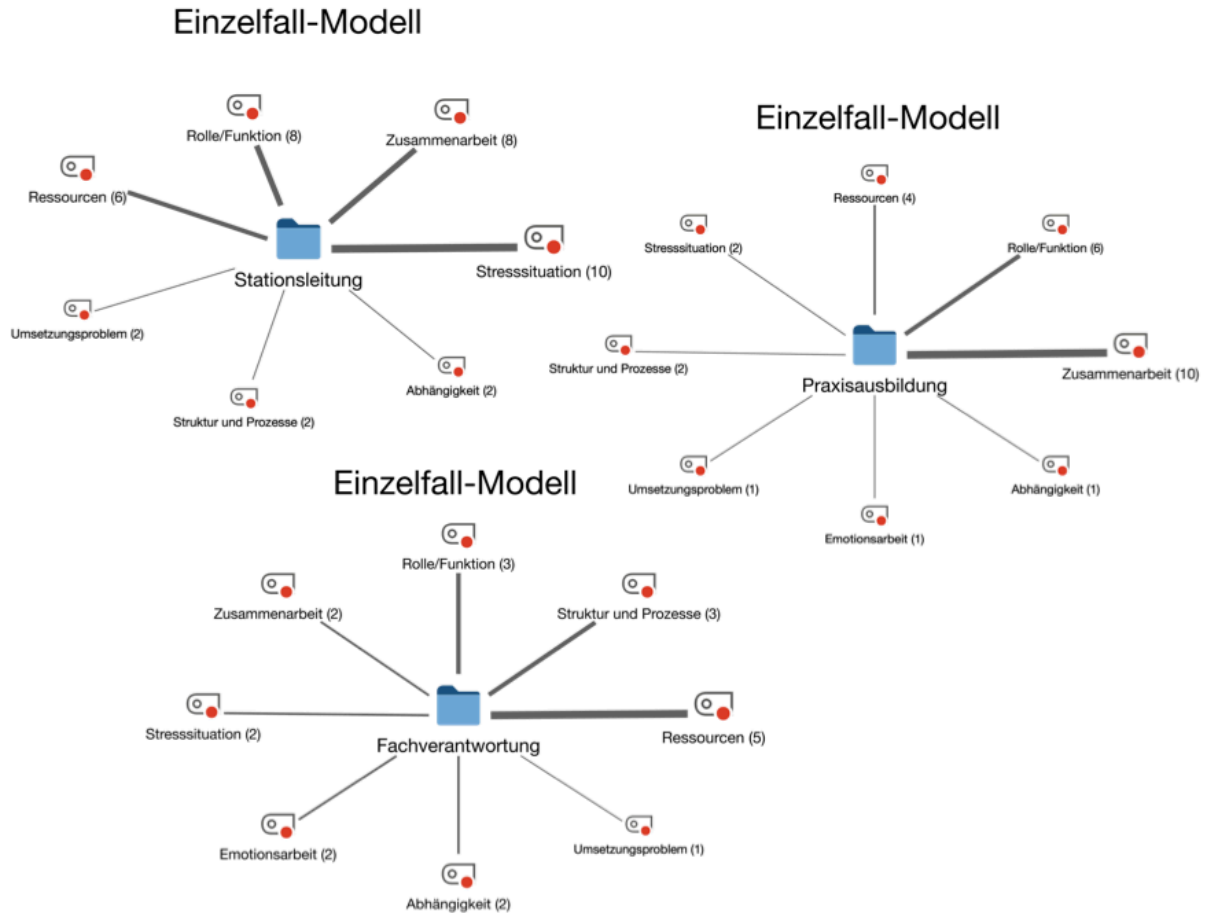 Einzelfall-Modell
Rolle/Funktion (8)
Zusammenarbeit (8)
Ressourcen (6)
Stresssituation (10)
Stationsleitung
Umsetzungsproblem (2)
Abhängigkeit (2)
Struktur und Prozesse (2)
Einzelfall-Modell
Ressourcen (4)
Stresssituation (2)
Rolle/Funktion (6)
Struktur und Prozesse (2)
Zusammenarbeit (10)
Praxisausbildung
Umsetzungsproblem (1)
Abhängigkeit (1)
Emotionsarbeit (1)
Einzelfall-Modell
Rolle/Funktion (3)
Zusammenarbeit (2)
Struktur und Prozesse (3)
Stresssituation (2)
Ressourcen (5)
Fachverantwortung
Emotionsarbeit (2)
Umsetzungsproblem (1)
Abhängigkeit (2)